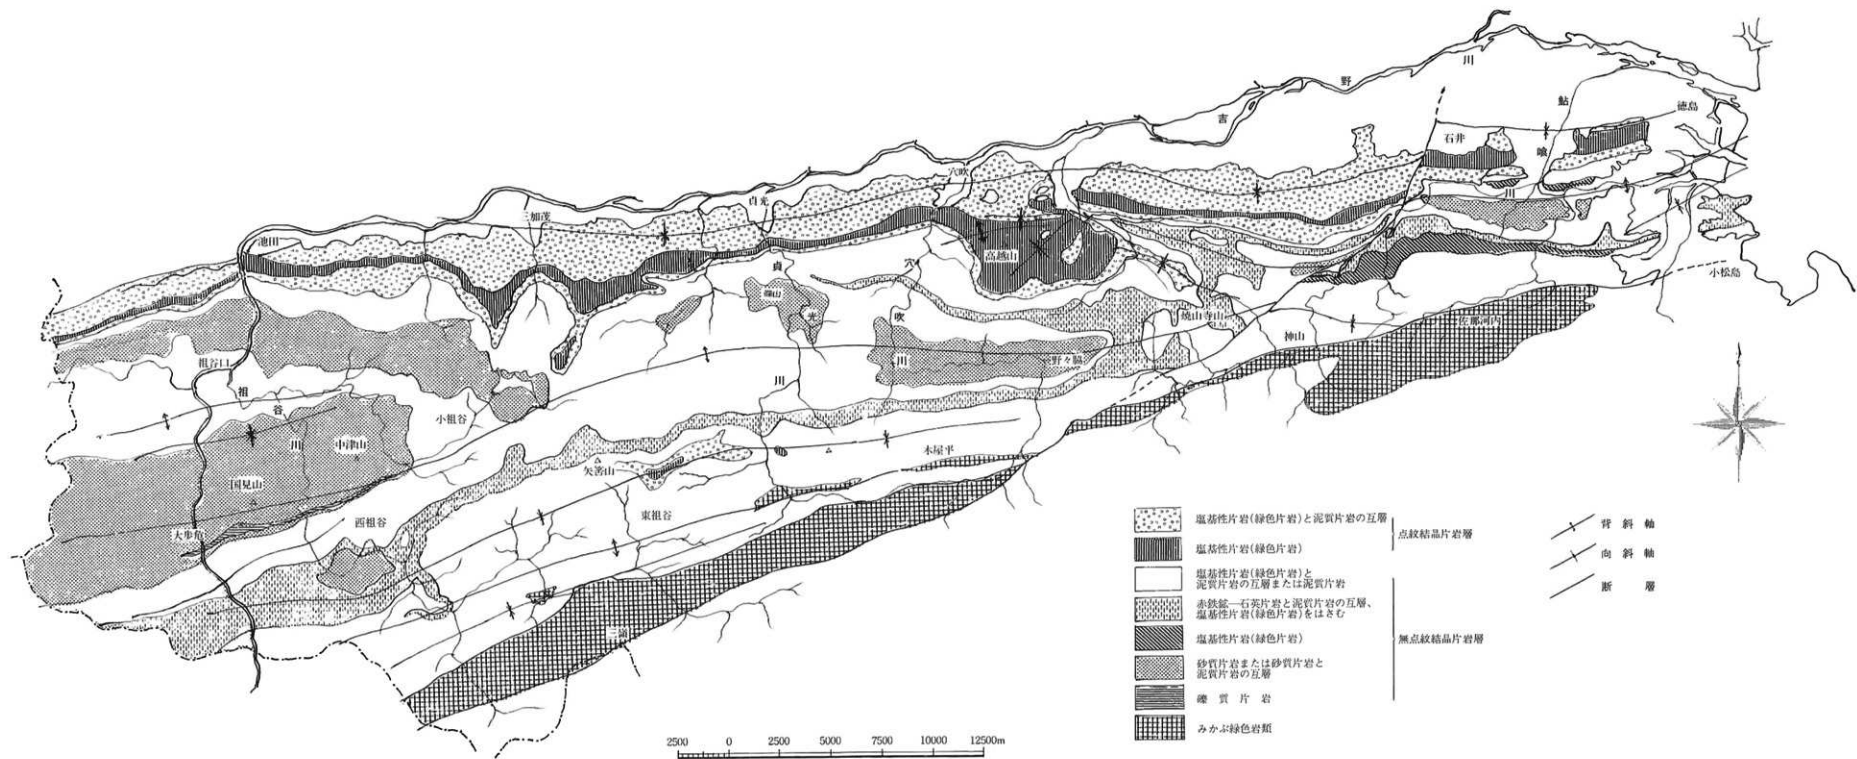 吉野川
鮎喰川
徳島
石井
穴吹
貞光
三加茂
池田
高越山
小松島
貞光川
穴吹川
焼山寺山
神山
佐那河内
野々脇
祖谷口
祖谷川
小祖谷
中津山
国見山
大歩危
西祖谷
東祖谷
矢筈山
木屋平
三嶺
塩基性片岩(緑色片岩)と泥質片岩の互層
塩基性片岩(緑色片岩)
点紋結晶片岩層
塩基性片岩(緑色片岩)と
泥質片岩の互層または泥質片岩
赤鉄鉱―石英片岩と泥質片岩の互層、
塩基性片岩(緑色片岩)をはさむ
塩基性片岩(緑色片岩)
砂質片岩または砂質片岩と
泥質片岩の互層
礫質片岩
無点紋結晶片岩層
みかぶ緑色岩類
背斜軸
向斜軸
断層
2500 0 2500 5000 7500 10000 12500m